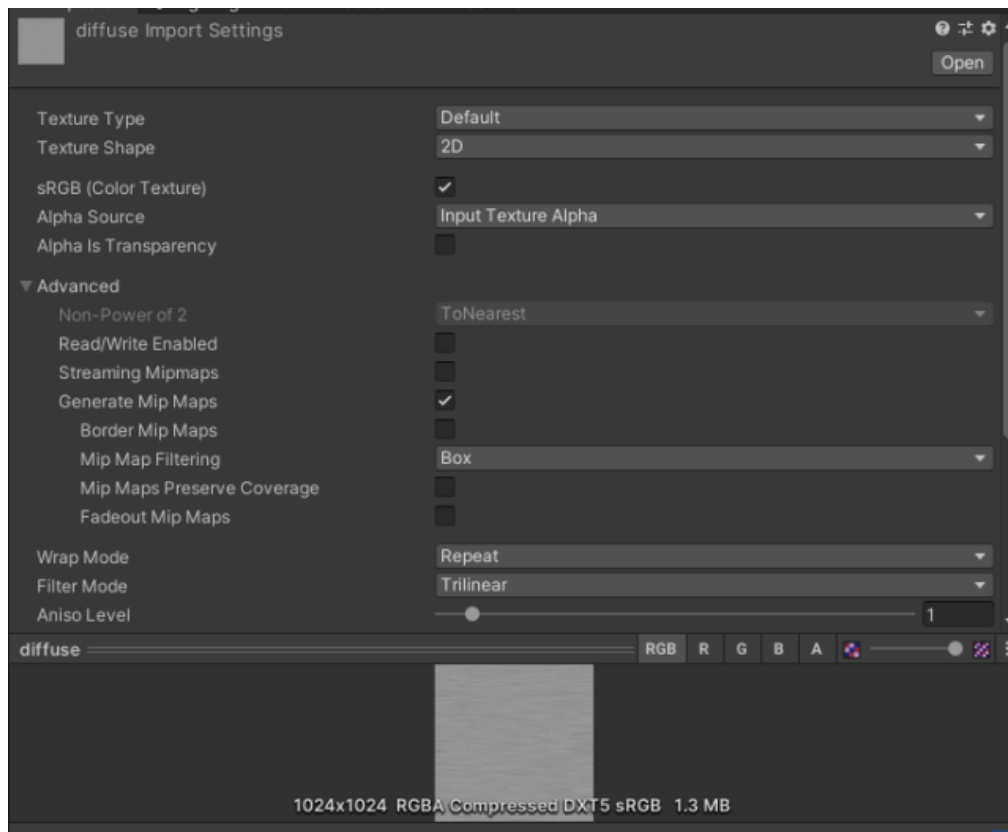 diffuse Import Settings
Open
Texture Type Default
Texture Shape 2D
sRGB (Color Texture)
Alpha Source Input Texture Alpha
Alpha Is Transparency
Advanced
Non-Power of 2 ToNearest
Read/Write Enabled
Streaming Mipmaps
Generate Mip Maps
Border Mip Maps
Mip Map Filtering Box
Mip Maps Preserve Coverage
Fadeout Mip Maps
Wrap Mode Repeat
Filter Mode Trilinear
Aniso Level 1
diffuse RGB R G B A
1024x1024 RGBA Compressed DXT5 sRGB 1.3 MB